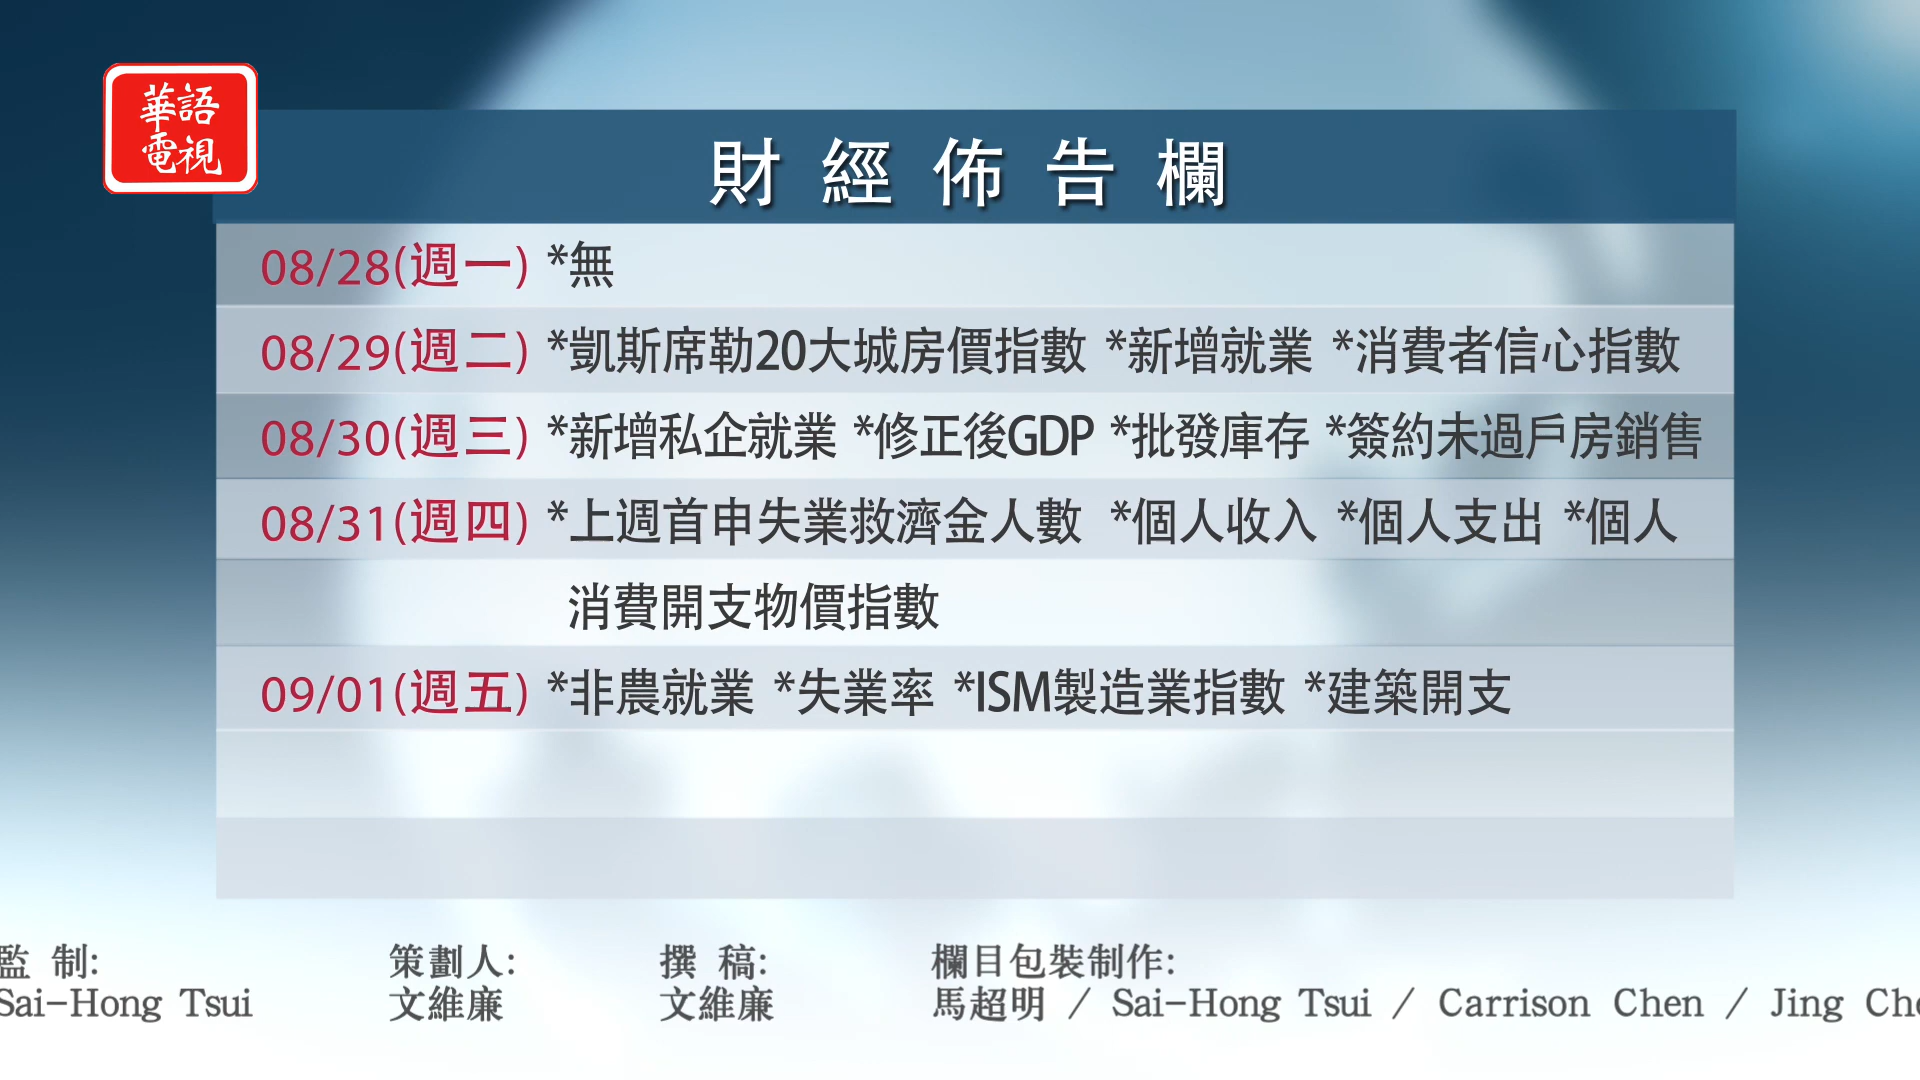 華語
電視
財經佈告欄
08/28(週一) *無
08/29(週二) *凱斯席勒20大城房價指數 *新增就業 *消費者信心指數
08/30(週三) *新增私企就業 *修正後GDP *批發庫存 *簽約未過戶房銷售
08/31(週四) *上週首申失業救濟金人數 *個人收入 *個人支出 *個人
消費開支物價指數
09/01(週五) *非農就業 *失業率 *ISM製造業指數 *建築開支
監 制: 策劃人: 撰 稿: 欄目包裝制作:
Sai-Hong Tsui 文維廉 文維廉 馬超明 / Sai-Hong Tsui / Carrison Chen / Jing